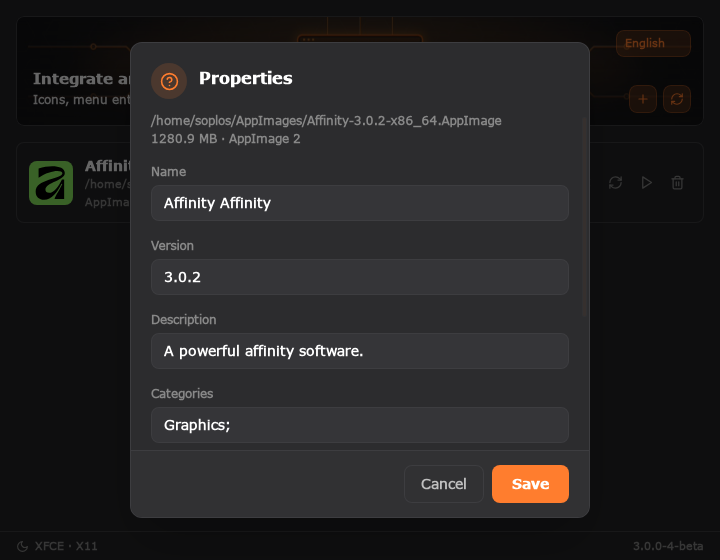 English
Integrate a
Icons, menu ent
Affinit
/home/s
AppIma
Properties
/home/soplos/AppImages/Affinity-3.0.2-x86_64.AppImage
1280.9 MB · AppImage 2
Name
Affinity Affinity
Version
3.0.2
Description
A powerful affinity software.
Categories
Graphics;
Cancel
Save
XFCE · X11
3.0.0-4-beta